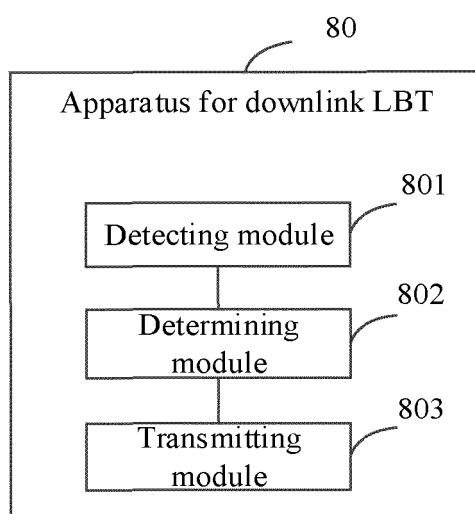 80
Apparatus for downlink LBT
801
Detecting module
802
Determining
module
803
Transmitting
module